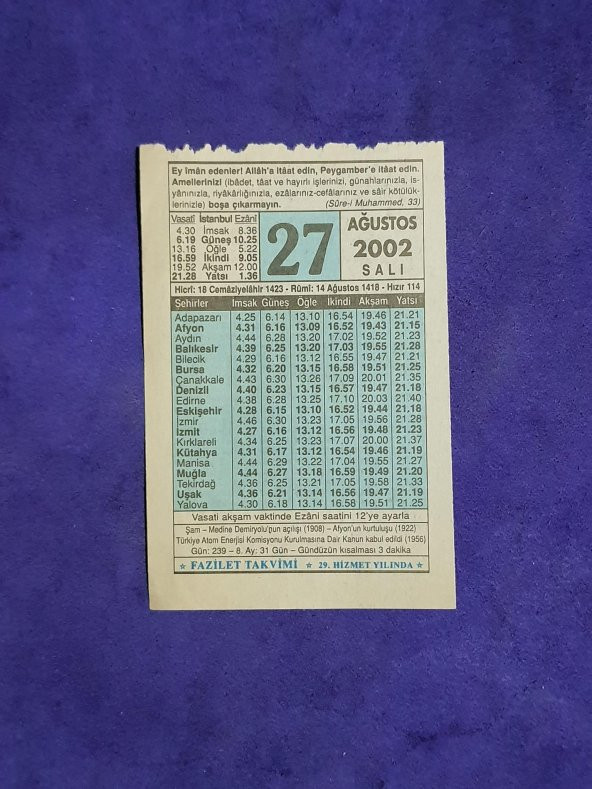 Ey îmân edenler! Allâh'a itâat edin, Peygamber'e itâat edin.
Amellerinizi (ibâdet, tâat ve hayırlı işlerinizi, günahlarınızla, is-
yânınızla, riyâkârlığınızla, ezâlarınız-cefâlarınız ve sâir kötülük-
lerinizle) boşa çıkarmayın. (Sûre-i Muhammed, 33)
Vasatî İstanbul Ezanî
4.30 İmsak 8.36
6.19 Güneş 10.25
13.16 Öğle 5.22
16.59 İkindi 9.05
19.52 Akşam 12.00
21.28 Yatsı 1.36
27
AĞUSTOS
2002
SALI
Hicrî: 18 Cemâziyelâhir 1423 - Rûmî: 14 Ağustos 1418 - Hızır 114
Şehirler İmsak Güneş Öğle İkindi Akşam Yatsı
Adapazarı 4.25 6.14 13.10 16.54 19.46 21.21
Afyon 4.31 6.16 13.09 16.52 19.43 21.15
Aydın 4.44 6.28 13.20 17.02 19.52 21.23
Balıkesir 4.39 6.25 13.20 17.03 19.55 21.28
Bilecik 4.29 6.16 13.12 16.55 19.47 21.21
Bursa 4.32 6.20 13.15 16.58 19.51 21.25
Çanakkale 4.43 6.30 13.26 17.09 20.01 21.35
Denizli 4.40 6.23 13.15 16.57 19.47 21.18
Edirne 4.38 6.28 13.25 17.10 20.03 21.40
Eskişehir 4.28 6.15 13.10 16.52 19.44 21.18
İzmir 4.46 6.30 13.23 17.05 19.56 21.28
İzmit 4.27 6.16 13.12 16.56 19.48 21.23
Kırklareli 4.34 6.25 13.23 17.07 20.00 21.37
Kütahya 4.31 6.17 13.12 16.54 19.46 21.19
Manisa 4.44 6.29 13.22 17.04 19.55 21.27
Muğla 4.44 6.27 13.18 16.59 19.49 21.20
Tekirdağ 4.36 6.25 13.21 17.05 19.58 21.33
Uşak 4.36 6.21 13.14 16.56 19.47 21.19
Yalova 4.30 6.18 13.14 16.58 19.51 21.25
Vasati akşam vaktinde Ezâni saatini 12'ye ayarla
Şam – Medine Demiryolu'pun açılışı (1908) – Afyon'un kurtuluşu (1922)
Türkiye Atom Enerjisi Komisyonu Kurulmasına Dair Kanun kabul edildi (1956)
Gün: 239 – 8. Ay: 31 Gün – Gündüzün kısalması 3 dakika
FAZİLET TAKVİMİ 29. HİZMET YILINDA